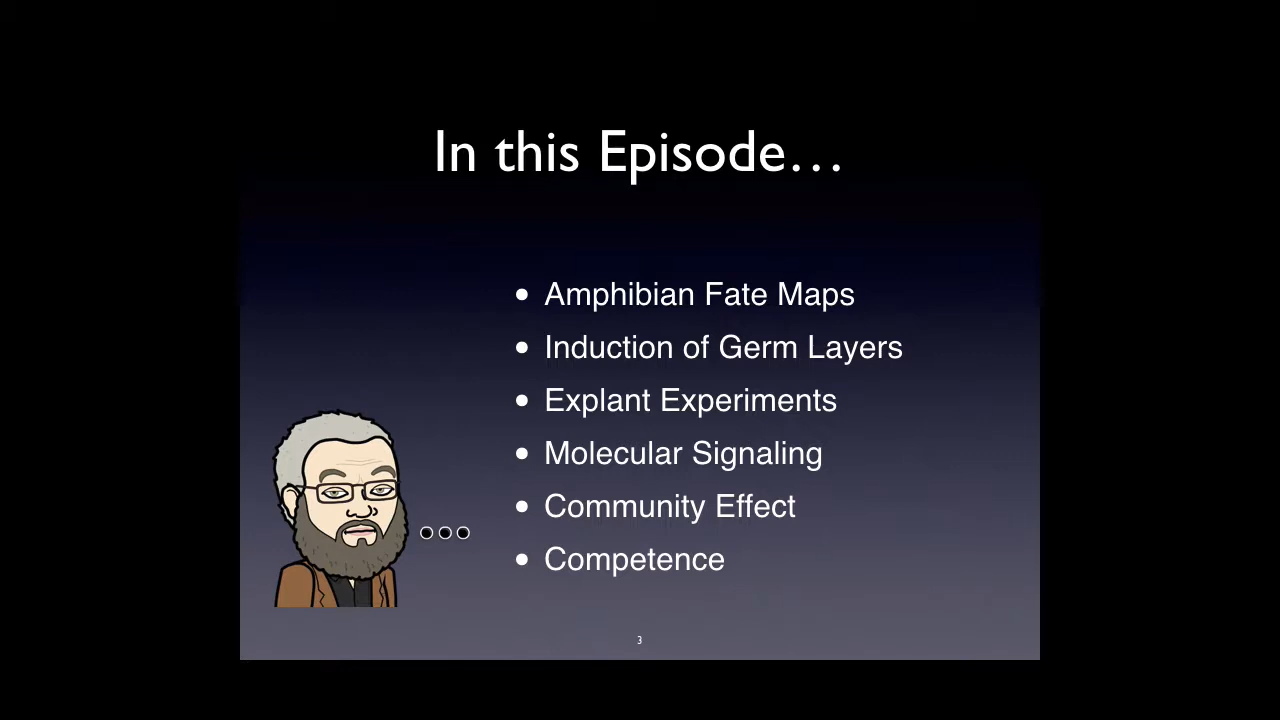 In this Episode…
• Amphibian Fate Maps
• Induction of Germ Layers
• Explant Experiments
• Molecular Signaling
• Community Effect
• Competence
3